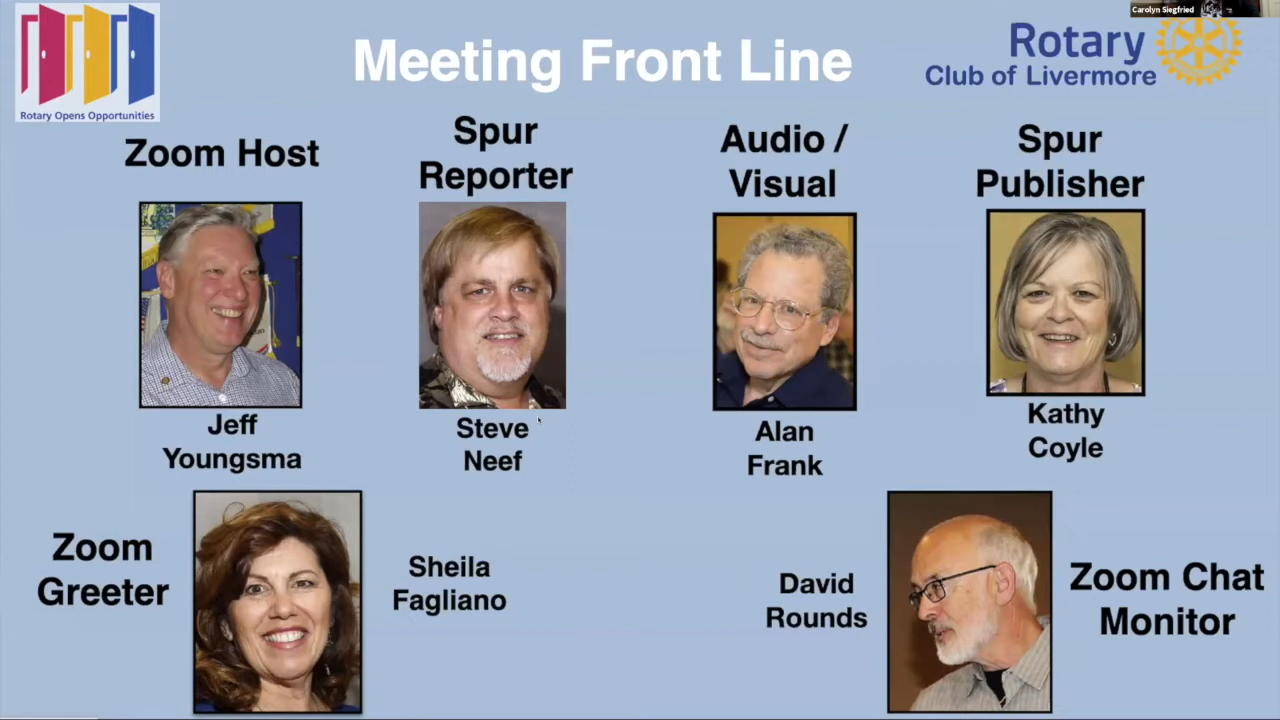 Carolyn Siegfried
Rotary Opens Opportunities
Meeting Front Line
Rotary
Club of Livermore
Zoom Host
Spur
Reporter
Audio /
Visual
Spur
Publisher
Jeff
Youngsma
Steve
Neef
Alan
Frank
Kathy
Coyle
Zoom
Greeter
Sheila
Fagliano
David
Rounds
Zoom Chat
Monitor